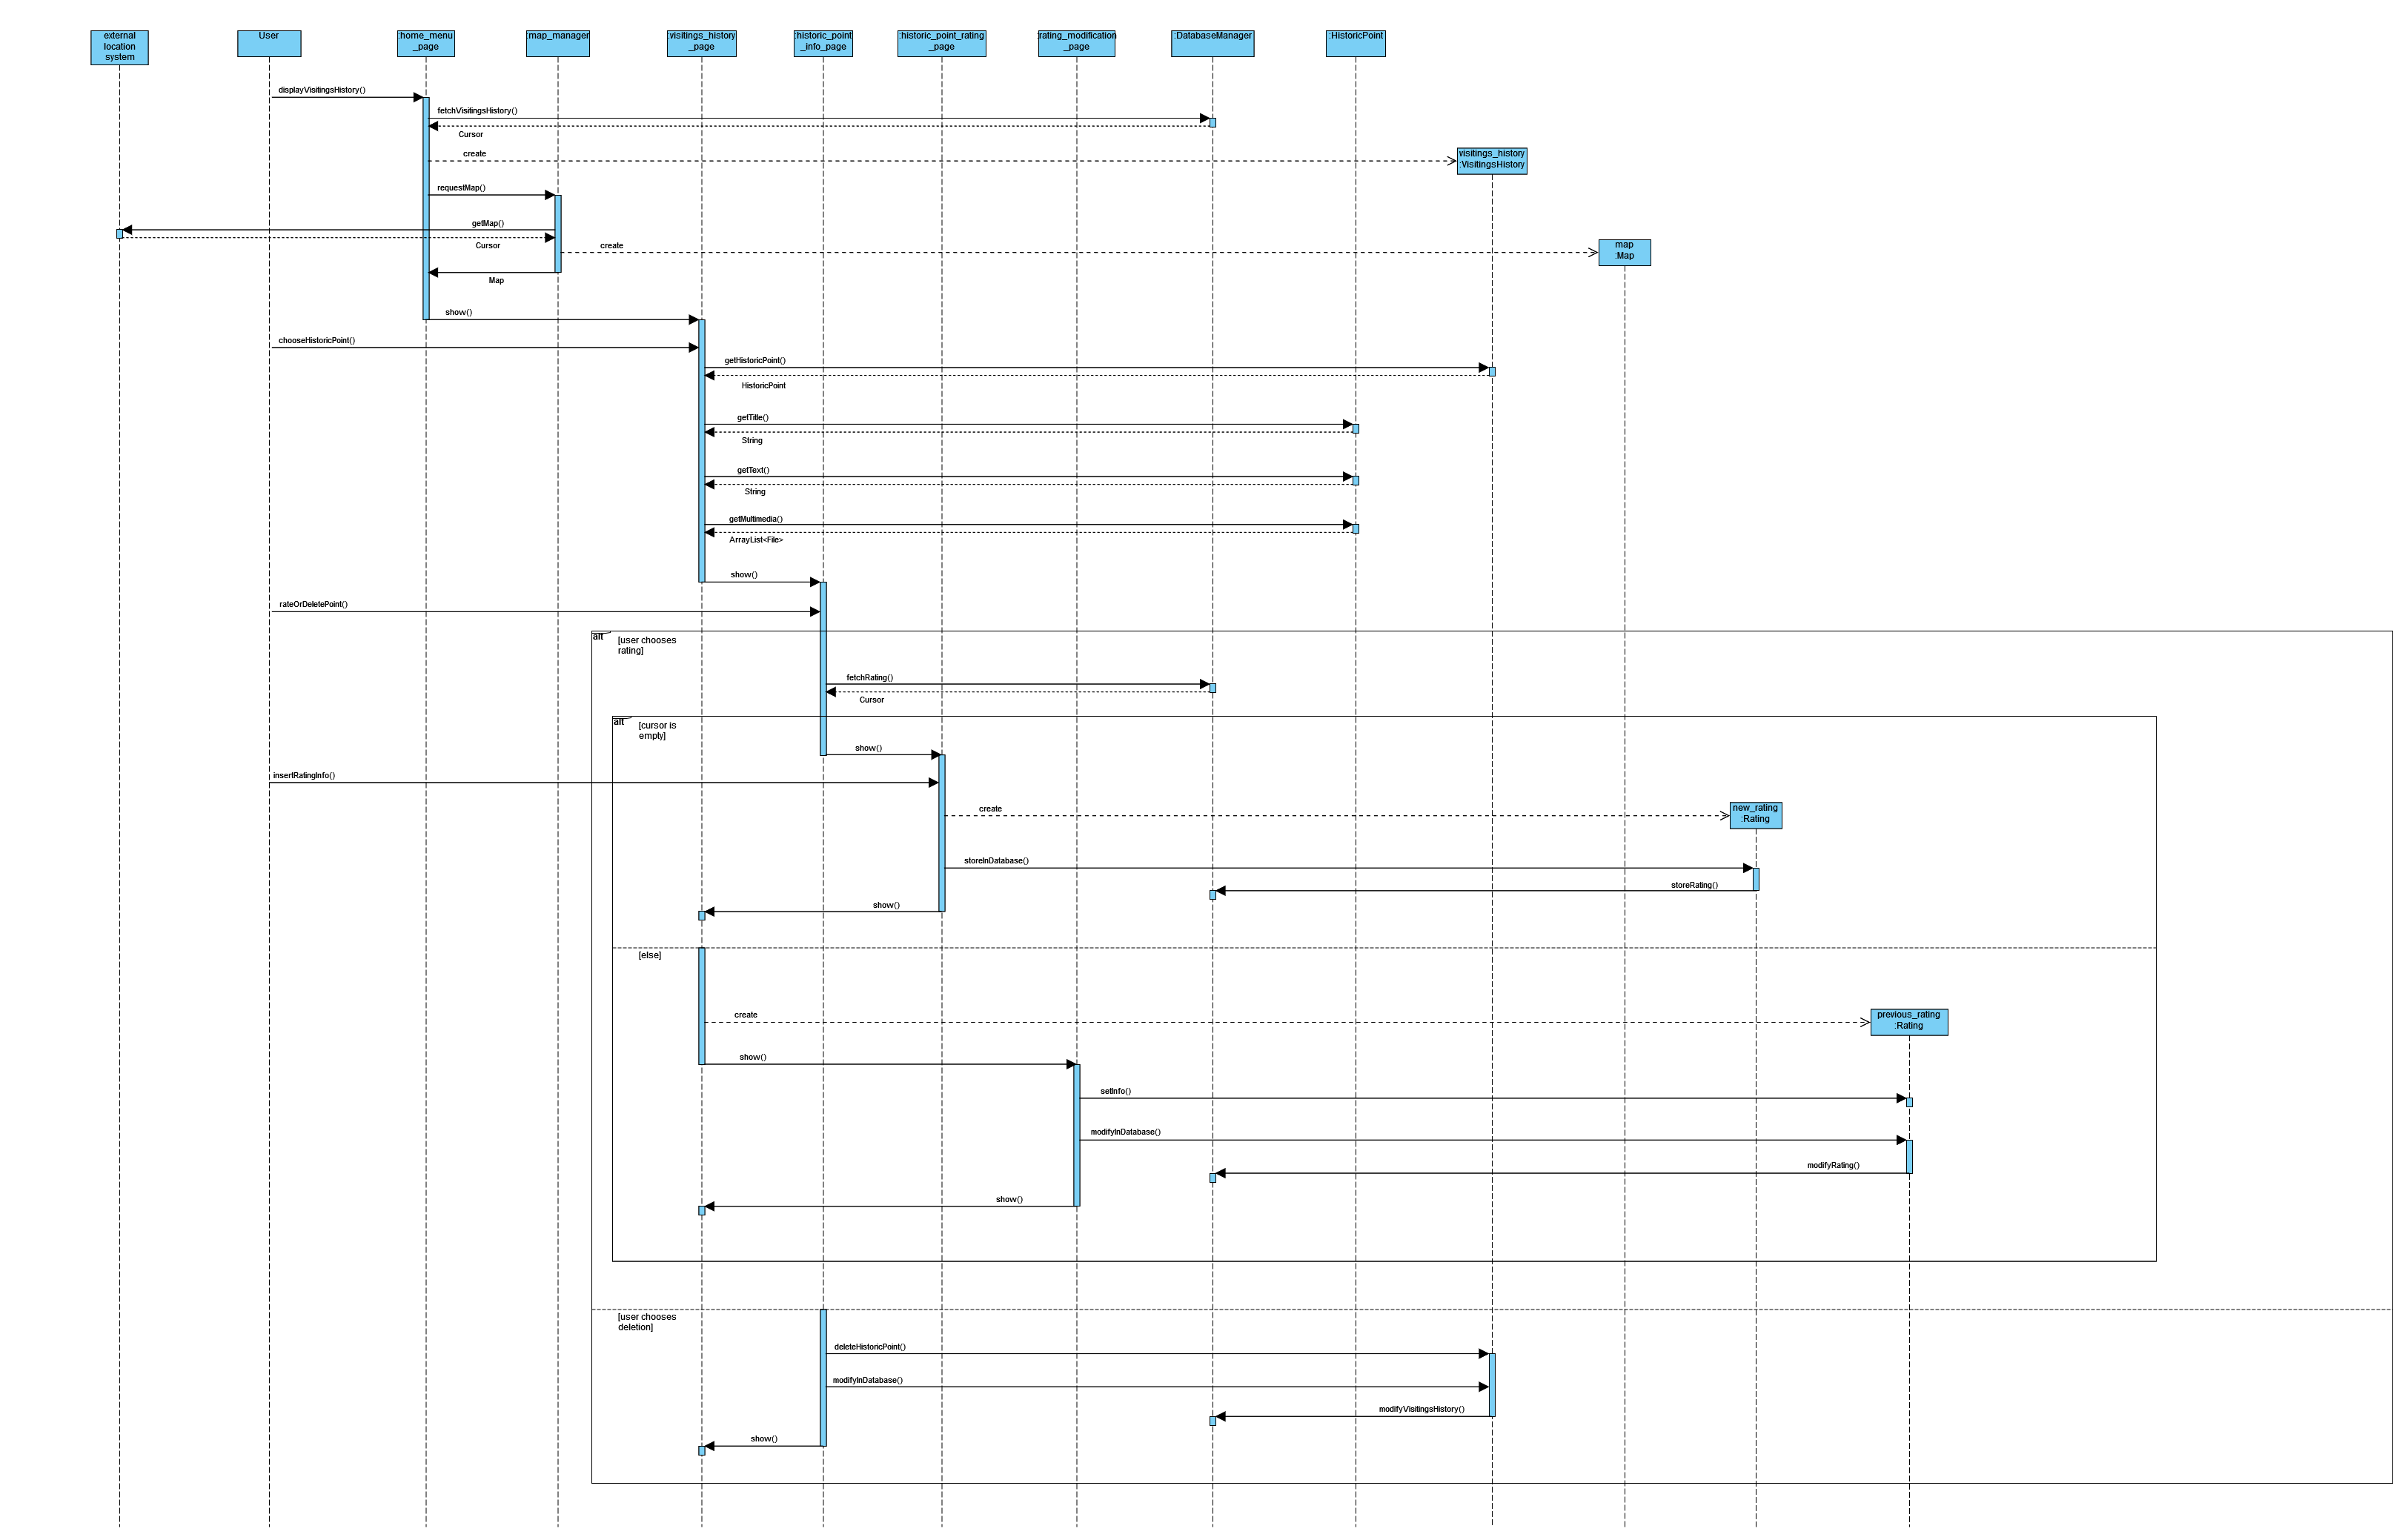 external
location
system
User
:home_menu
_page
:map_manager
:visitings_history
_page
:historic_point
_info_page
:historic_point_rating
_page
:rating_modification
_page
:DatabaseManager
:HistoricPoint
displayVisitingsHistory()
fetchVisitingsHistory()
Cursor
create
visitings_history
:VisitingsHistory
requestMap()
getMap()
Cursor
create
map
:Map
Map
show()
chooseHistoricPoint()
getHistoricPoint()
HistoricPoint
getTitle()
String
getText()
String
getMultimedia()
ArrayList<File>
show()
rateOrDeletePoint()
alt
[user chooses
rating]
fetchRating()
Cursor
alt
[cursor is
empty]
show()
insertRatingInfo()
create
new_rating
:Rating
storeInDatabase()
storeRating()
show()
[else]
create
previous_rating
:Rating
show()
setInfo()
modifyInDatabase()
modifyRating()
show()
[user chooses
deletion]
deleteHistoricPoint()
modifyInDatabase()
modifyVisitingsHistory()
show()